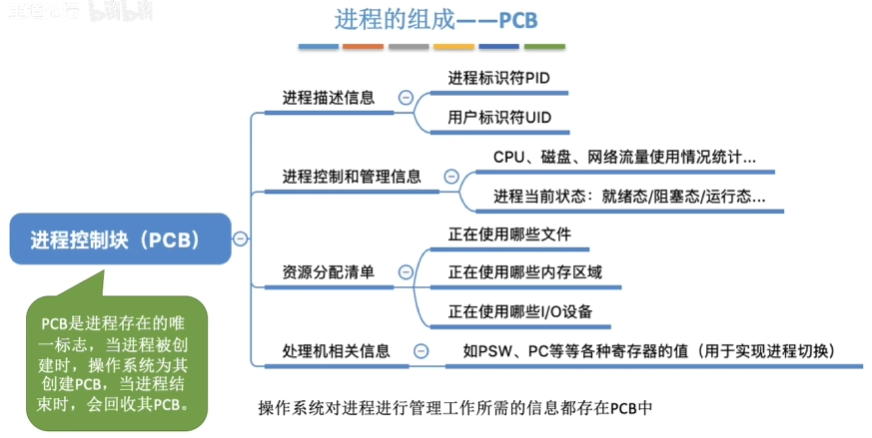 进程的组成——PCB
进程描述信息
进程标识符PID
用户标识符UID
进程控制和管理信息
CPU、磁盘、网络流量使用情况统计...
进程当前状态：就绪态/阻塞态/运行态...
进程控制块（PCB）
资源分配清单
正在使用哪些文件
正在使用哪些内存区域
正在使用哪些I/O设备
处理机相关信息
如PSW、PC等等各种寄存器的值（用于实现进程切换）
PCB是进程存在的唯
一标志，当进程被创
建时，操作系统为其
创建PCB，当进程结
束时，会回收其PCB。
操作系统对进程进行管理工作所需的信息都存在PCB中